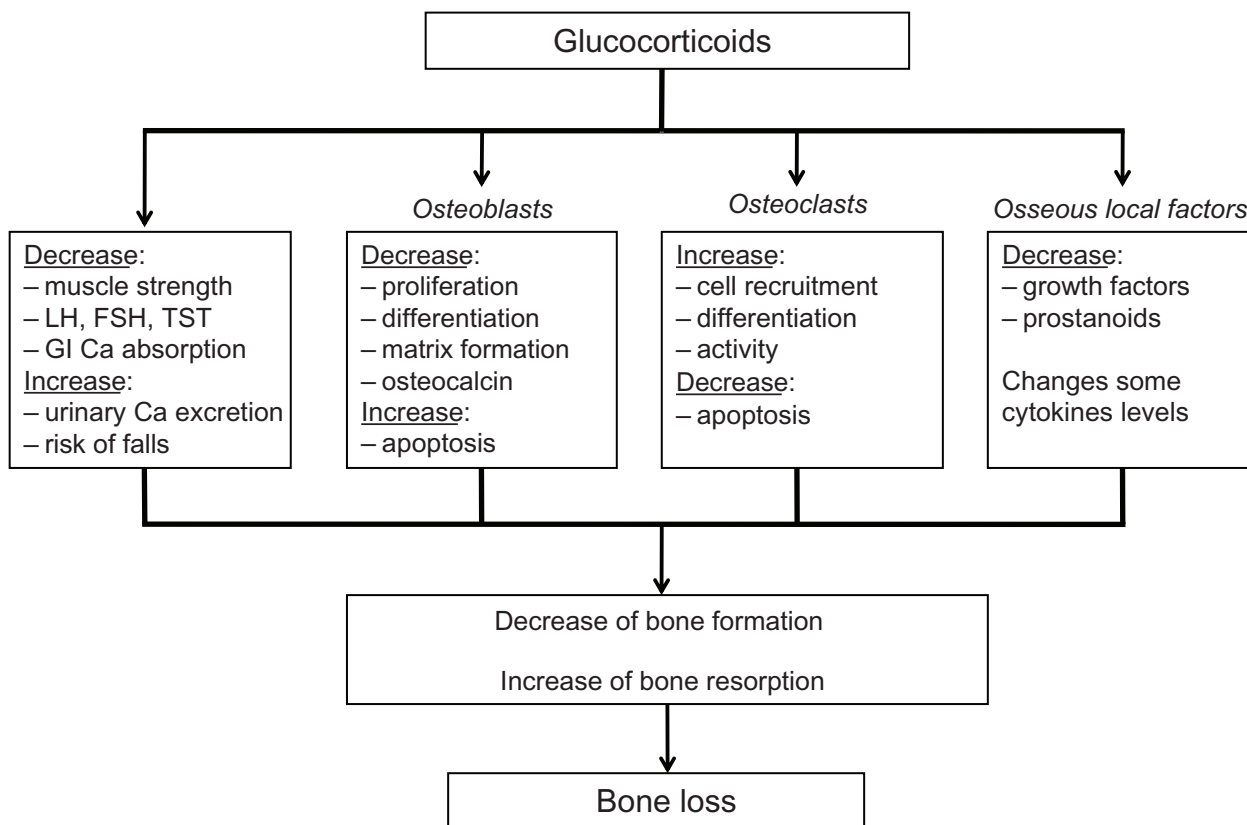 Glucocorticoids
Decrease:
– muscle strength
– LH, FSH, TST
– GI Ca absorption
Increase:
– urinary Ca excretion
– risk of falls
Osteoblasts
Decrease:
– proliferation
– differentiation
– matrix formation
– osteocalcin
Increase:
– apoptosis
Osteoclasts
Increase:
– cell recruitment
– differentiation
– activity
Decrease:
– apoptosis
Osseous local factors
Decrease:
– growth factors
– prostanoids
Changes some
cytokines levels
Decrease of bone formation
Increase of bone resorption
Bone loss